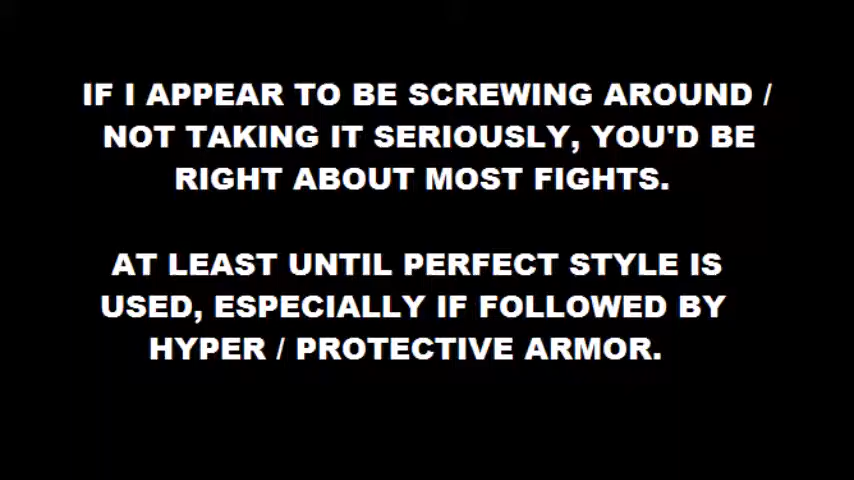 IF I APPEAR TO BE SCREWING AROUND /
NOT TAKING IT SERIOUSLY, YOU'D BE
RIGHT ABOUT MOST FIGHTS.
AT LEAST UNTIL PERFECT STYLE IS
USED, ESPECIALLY IF FOLLOWED BY
HYPER / PROTECTIVE ARMOR.